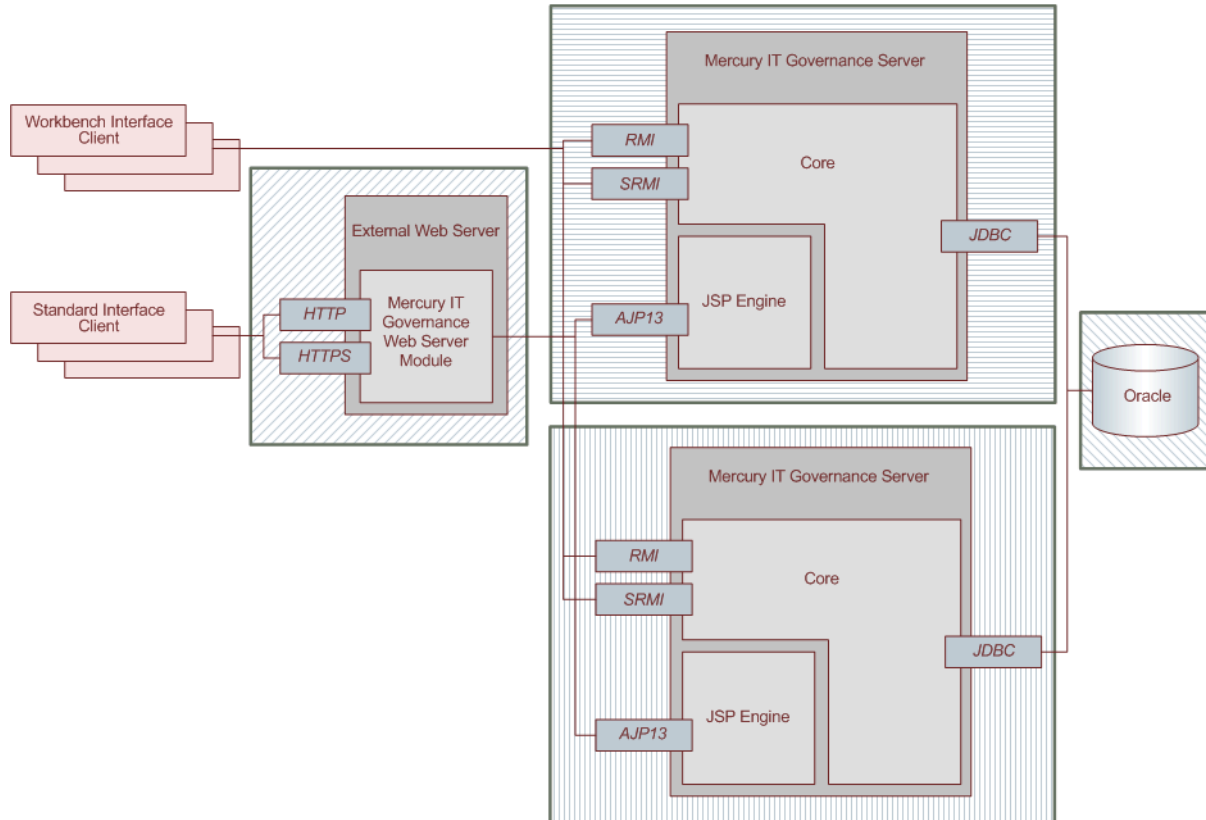 Mercury IT Governance Server
Workbench Interface
Client
RMI
Core
SRMI
External Web Server
JDBC
Standard Interface
Client
HTTP
HTTPS
Mercury IT
Governance
Web Server
Module
JSP Engine
AJP13
Oracle
Mercury IT Governance Server
RMI
Core
SRMI
JDBC
JSP Engine
AJP13